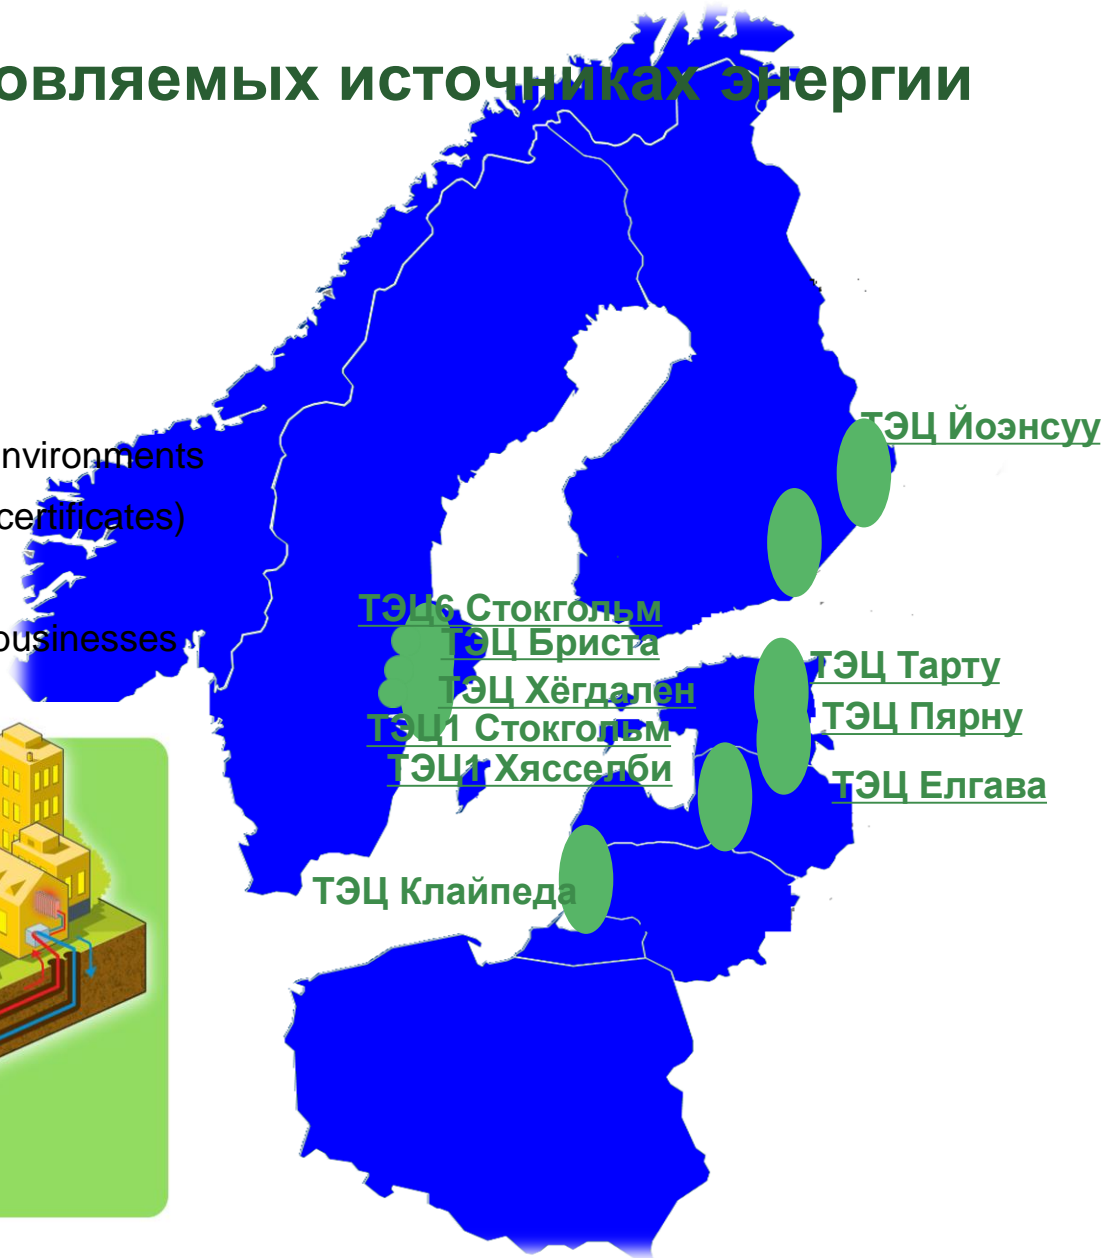 овляемых источниках энергии
ТЭЦ Йоэнсуу
nvironments
certificates)
ТЭЦ6 Стокгольм
businesses
ТЭЦ Бриста
ТЭЦ Тарту
ТЭЦ Хёгдален
ТЭЦ Пярну
ТЭЦ1 Стокгольм
ТЭЦ1 Хясселби
ТЭЦ Елгава
ТЭЦ Клайпеда